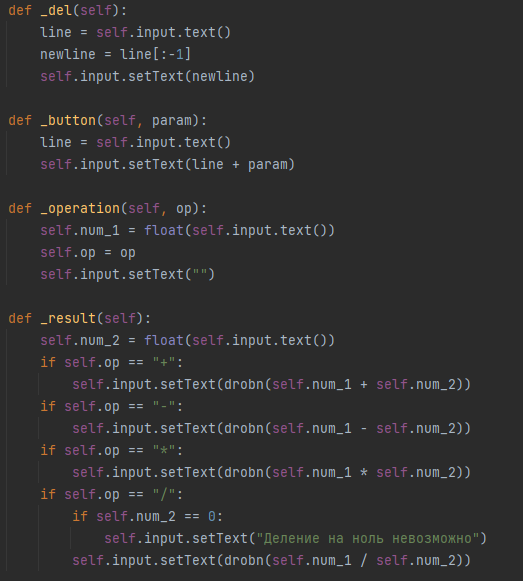 def _del(self):
    line = self.input.text()
    newline = line[:-1]
    self.input.setText(newline)

def _button(self, param):
    line = self.input.text()
    self.input.setText(line + param)

def _operation(self, op):
    self.num_1 = float(self.input.text())
    self.op = op
    self.input.setText("")

def _result(self):
    self.num_2 = float(self.input.text())
    if self.op == "+":
        self.input.setText(drobn(self.num_1 + self.num_2))
    if self.op == "-":
        self.input.setText(drobn(self.num_1 - self.num_2))
    if self.op == "*":
        self.input.setText(drobn(self.num_1 * self.num_2))
    if self.op == "/":
        if self.num_2 == 0:
            self.input.setText("Деление на ноль невозможно")
        self.input.setText(drobn(self.num_1 / self.num_2))